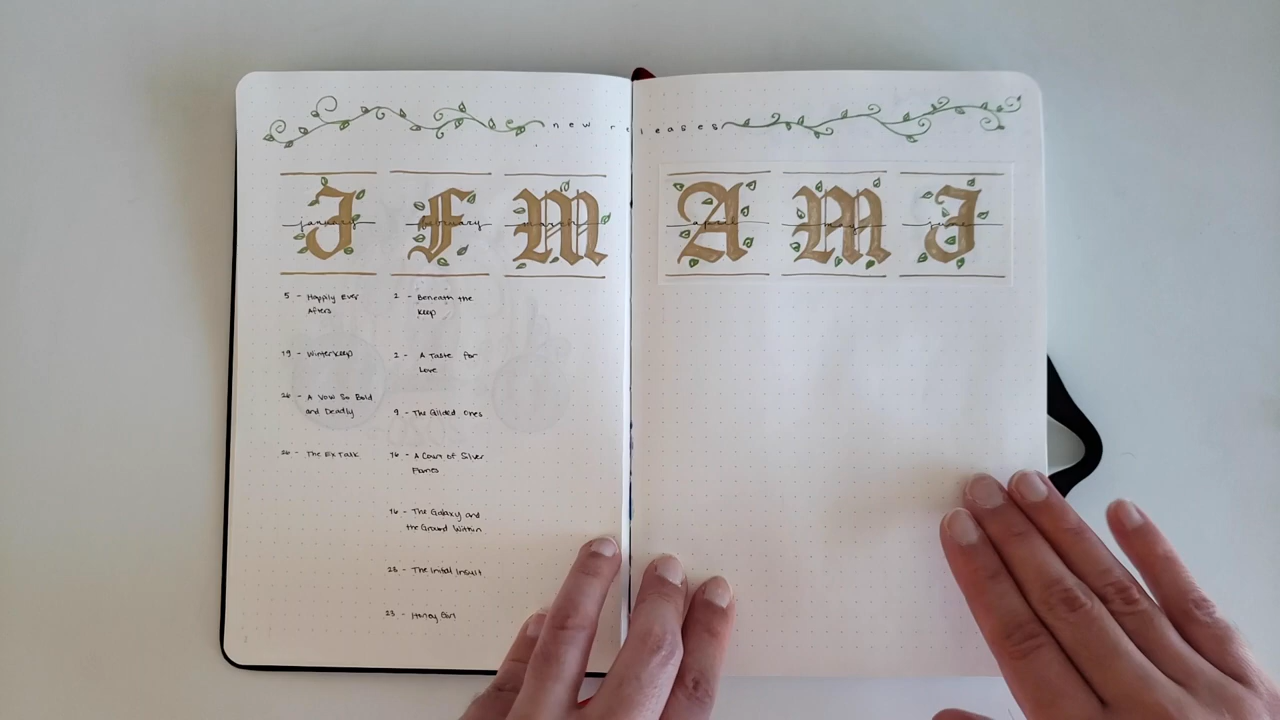 new releases
J F M A M J
january february march april may june
5 - Happily Ever
Afters
19 - Winterkeep
26 - A Vow So Bold
and Deadly
26 - The Ex Talk
2 - Beneath the
Keep
2 - A Taste for
Love
9 - The Gilded Ones
16 - A Court of Silver
Flames
16 - The Galaxy and
the Ground Within
23 - The Initial Insult
23 - Honey Girl